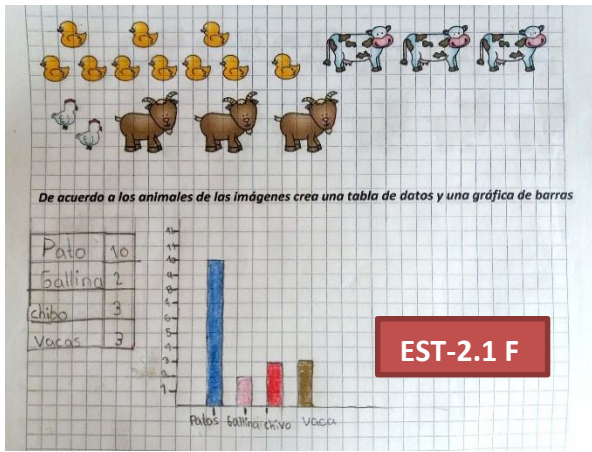 De acuerdo a los animales de las imágenes crea una tabla de datos y una gráfica de barras
Pato 10
Gallina 2
chibo 3
Vacas 3
12
11
10
9
8
7
6
5
4
3
2
1
Patos Gallina chivo Vaca
EST-2.1 F